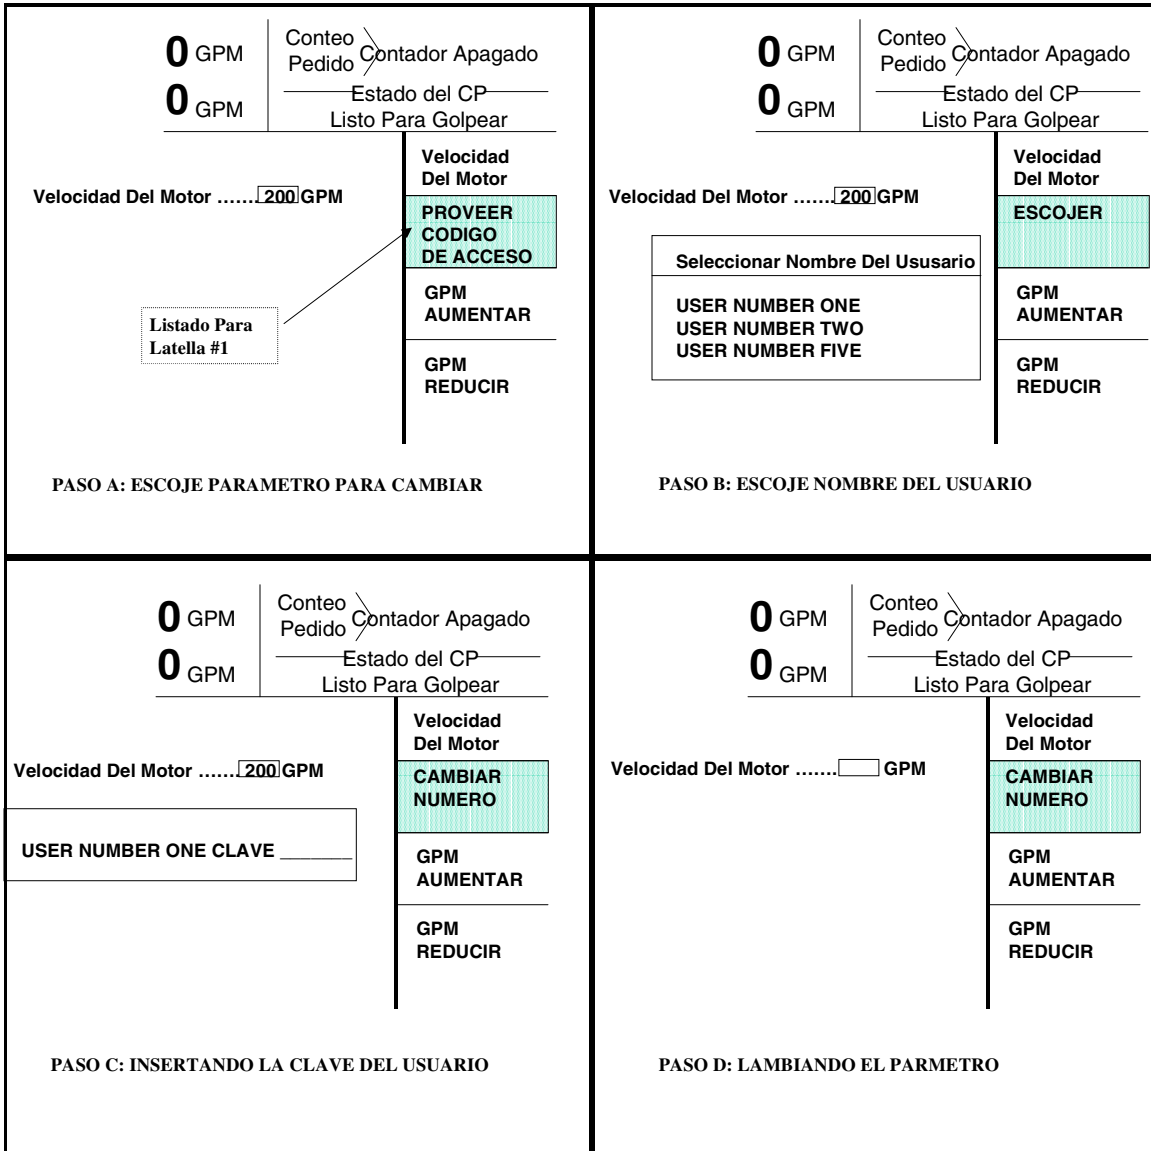 0 GPM
Conteo
Pedido
Contador Apagado
0 GPM
Estado del CP
Listo Para Golpear
Velocidad
Del Motor
Velocidad Del Motor ....... 200 GPM
PROVEER
CODIGO
DE ACCESO
Listado Para
Latella #1
GPM
AUMENTAR
GPM
REDUCIR
PASO A: ESCOJE PARAMETRO PARA CAMBIAR
0 GPM
Conteo
Pedido
Contador Apagado
0 GPM
Estado del CP
Listo Para Golpear
Velocidad
Del Motor
Velocidad Del Motor ....... 200 GPM
ESCOJER
Seleccionar Nombre Del Ususario
USER NUMBER ONE
USER NUMBER TWO
USER NUMBER FIVE
GPM
AUMENTAR
GPM
REDUCIR
PASO B: ESCOJE NOMBRE DEL USUARIO
0 GPM
Conteo
Pedido
Contador Apagado
0 GPM
Estado del CP
Listo Para Golpear
Velocidad
Del Motor
Velocidad Del Motor ....... 200 GPM
CAMBIAR
NUMERO
USER NUMBER ONE CLAVE _______
GPM
AUMENTAR
GPM
REDUCIR
PASO C: INSERTANDO LA CLAVE DEL USUARIO
0 GPM
Conteo
Pedido
Contador Apagado
0 GPM
Estado del CP
Listo Para Golpear
Velocidad
Del Motor
Velocidad Del Motor ....... GPM
CAMBIAR
NUMERO
GPM
AUMENTAR
GPM
REDUCIR
PASO D: LAMBIANDO EL PARMETRO